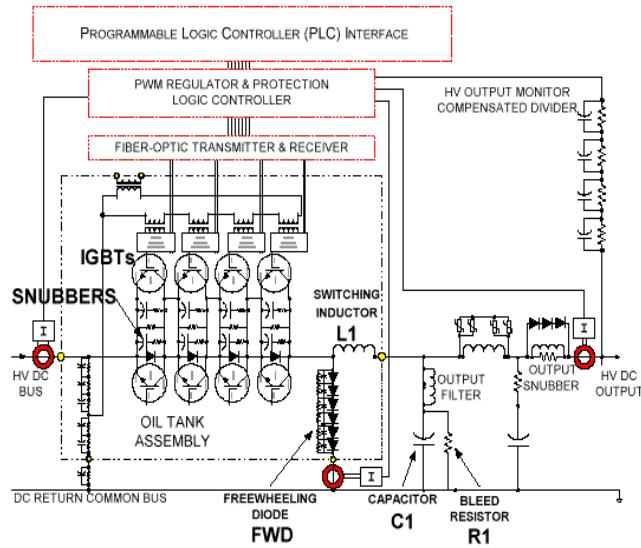 PROGRAMMABLE LOGIC CONTROLLER (PLC) INTERFACE
PWM REGULATOR & PROTECTION
LOGIC CONTROLLER
HV OUTPUT MONITOR
COMPENSATED DIVIDER
FIBER-OPTIC TRANSMITTER & RECEIVER
IGBTs
SNUBBERS
SWITCHING
INDUCTOR
L1
I
I
HV DC
BUS
HV DC
OUTPUT
OUTPUT
SNUBBER
OUTPUT
FILTER
OIL TANK
ASSEMBLY
I
DC RETURN COMMON BUS
FREEWHEELING
DIODE
FWD
CAPACITOR
C1
BLEED
RESISTOR
R1